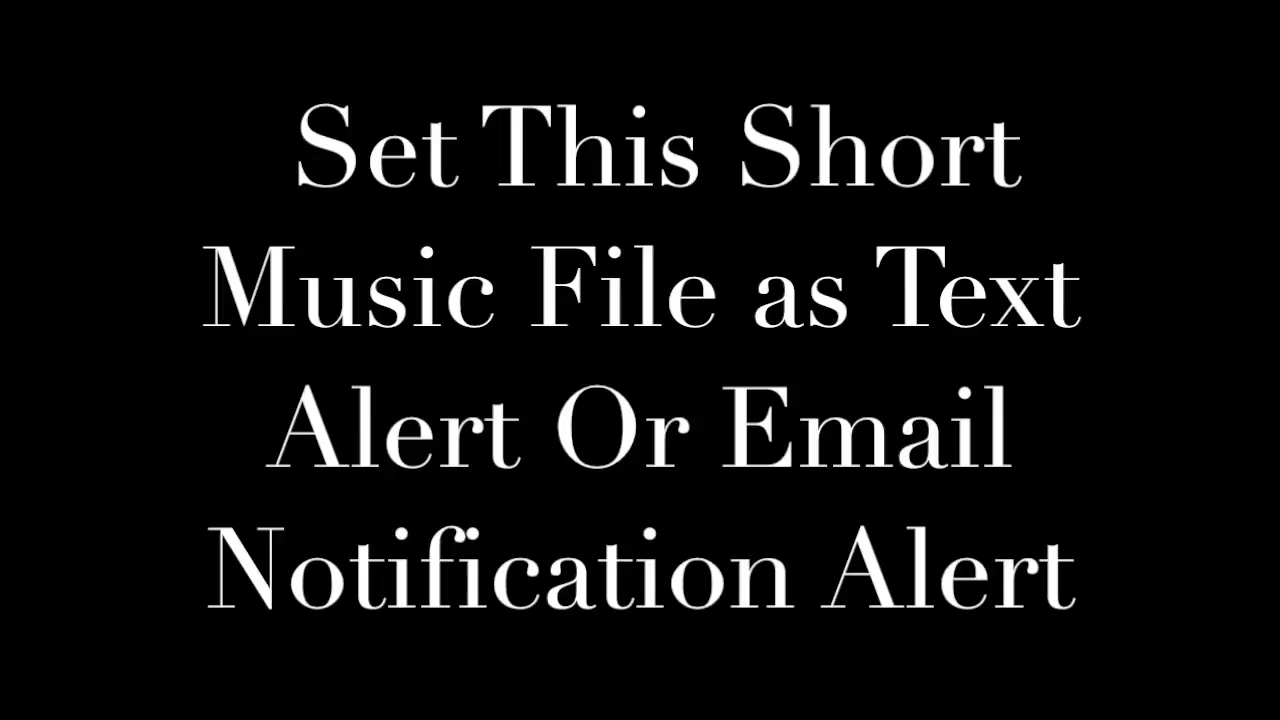 Set This Short
Music File as Text
Alert Or Email
Notification Alert